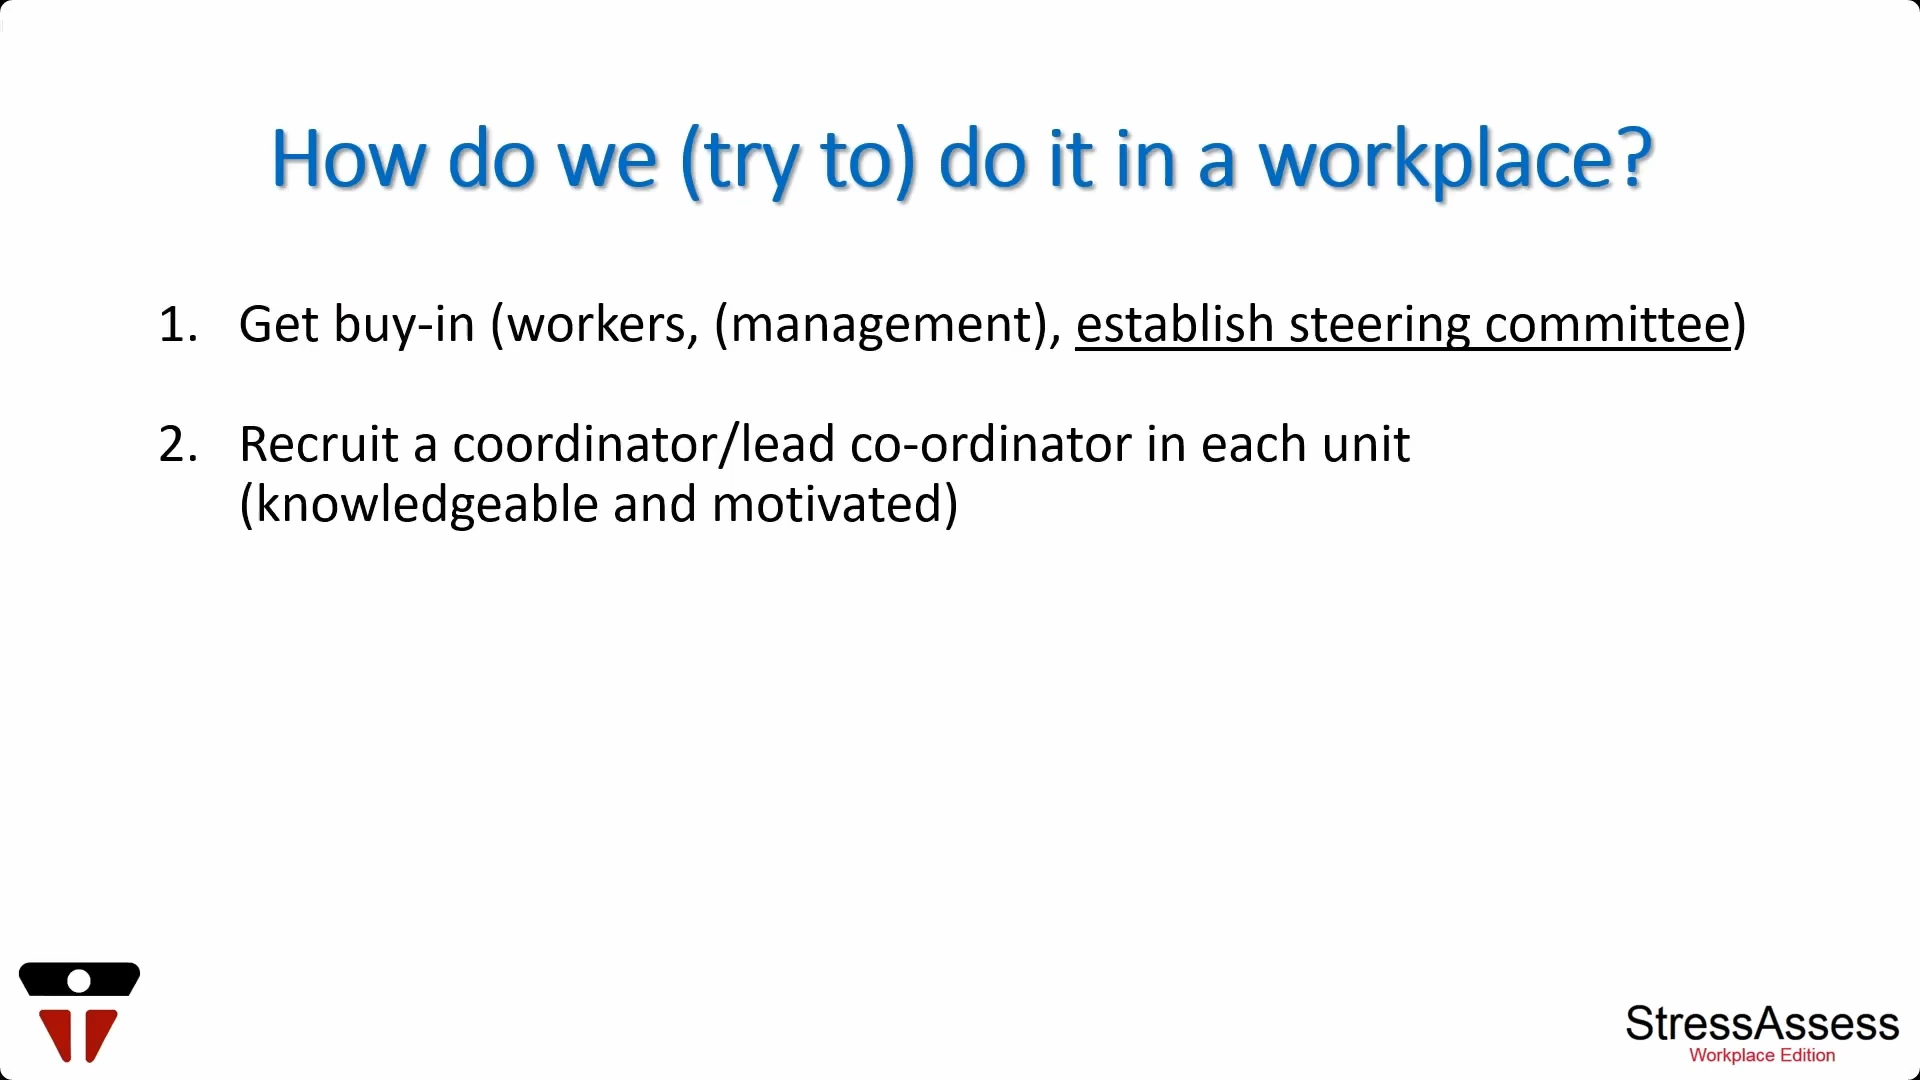 How do we (try to) do it in a workplace?
1. Get buy-in (workers, (management), establish steering committee)
2. Recruit a coordinator/lead co-ordinator in each unit
(knowledgeable and motivated)
StressAssess
Workplace Edition